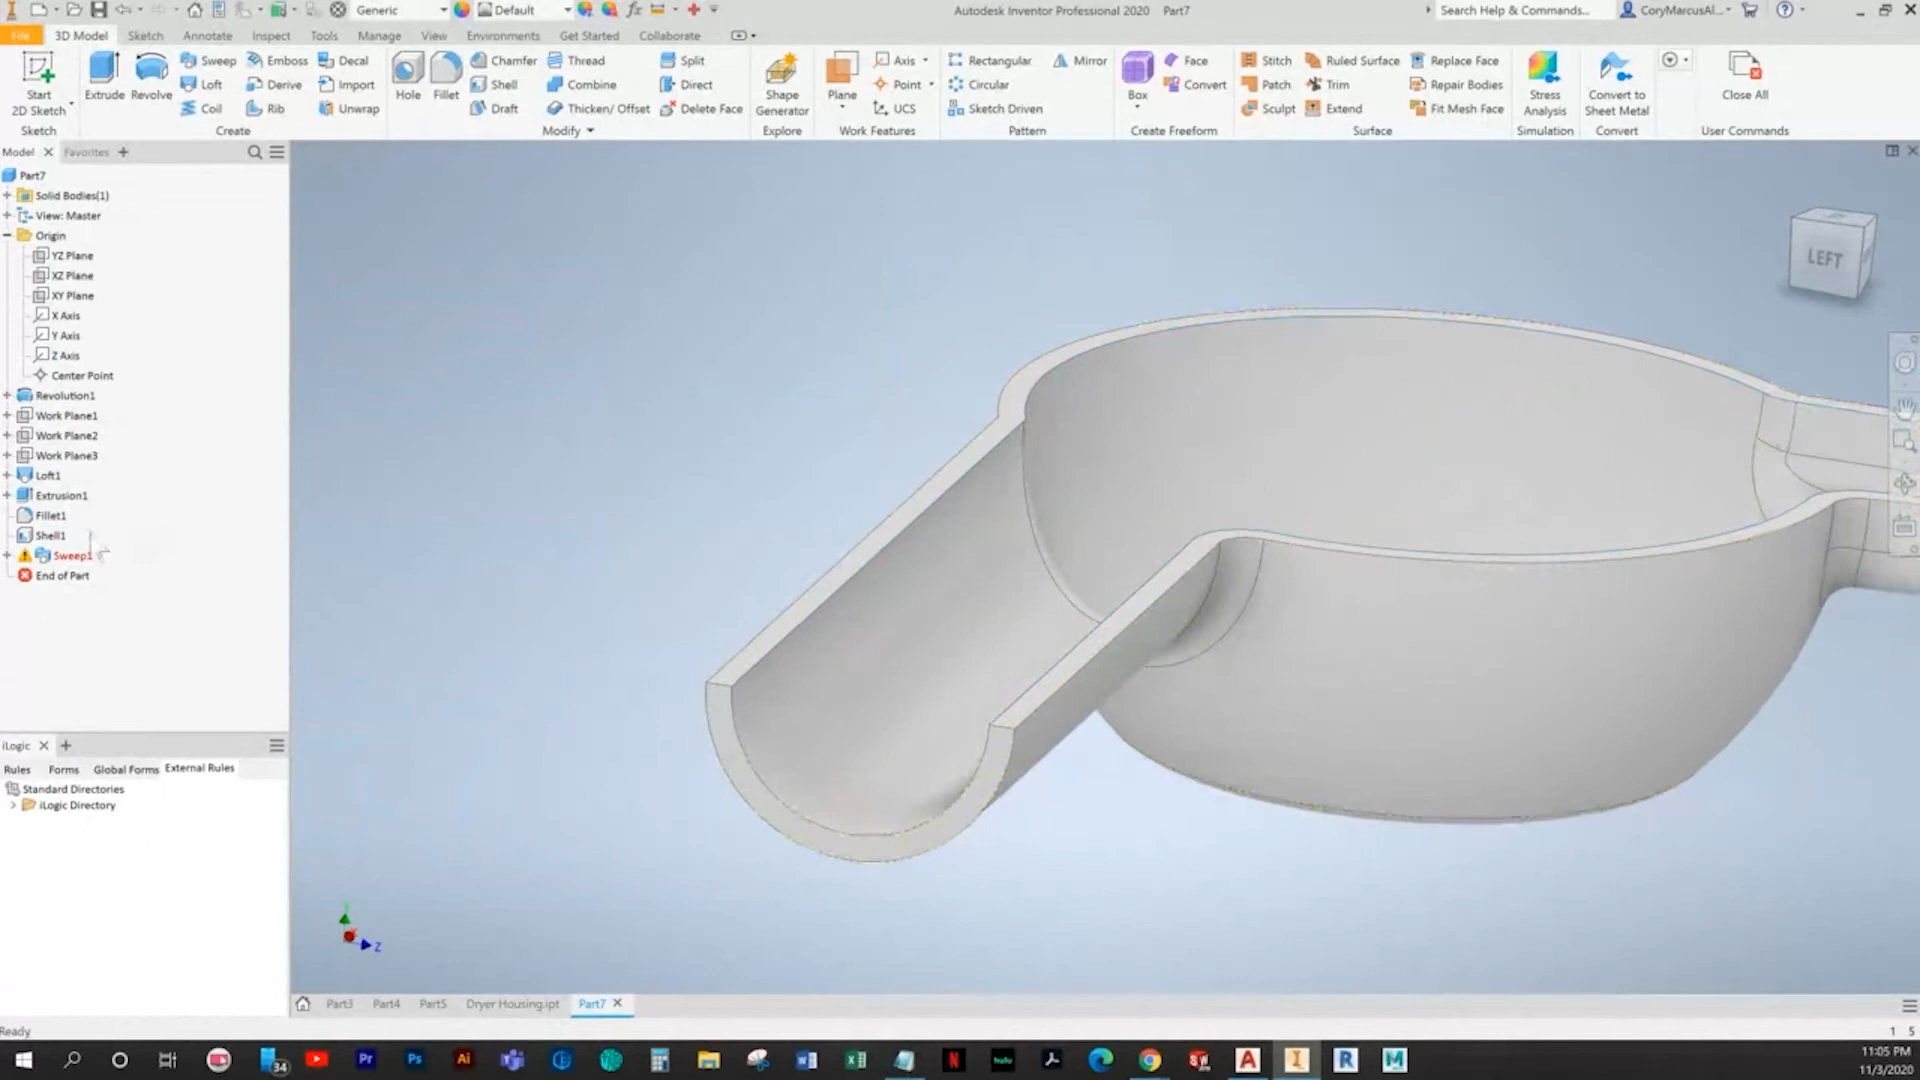 Generic Default Autodesk Inventor Professional 2020 Part7 Search Help & Commands... CoryMarcusAl...
File 3D Model Sketch Annotate Inspect Tools Manage View Environments Get Started Collaborate
Start
2D Sketch
Sketch
Extrude Revolve
Sweep Emboss Decal
Loft Derive Import
Coil Rib Unwrap
Create
Hole Fillet
Chamfer Thread Split
Shell Combine Direct
Draft Thicken/ Offset Delete Face
Modify
Shape
Generator
Explore
Plane
Axis
Point
UCS
Work Features
Rectangular Mirror
Circular
Sketch Driven
Pattern
Box
Face
Convert
Create Freeform
Stitch Ruled Surface Replace Face
Patch Trim Repair Bodies
Sculpt Extend Fit Mesh Face
Surface
Stress
Analysis
Simulation
Convert to
Sheet Metal
Convert
Close All
User Commands
Model Favorites
Part7
Solid Bodies(1)
View: Master
Origin
YZ Plane
XZ Plane
XY Plane
X Axis
Y Axis
Z Axis
Center Point
Revolution1
Work Plane1
Work Plane2
Work Plane3
Loft1
Extrusion1
Fillet1
Shell1
Sweep1
End of Part
LEFT
iLogic
Rules Forms Global Forms External Rules
Standard Directories
iLogic Directory
Z
Part3 Part4 Part5 Dryer Housing.ipt Part7
Ready
1 5
34
Pr
Ps
Ai
hulu
SW
A
I
R
M
11:05 PM
11/3/2020